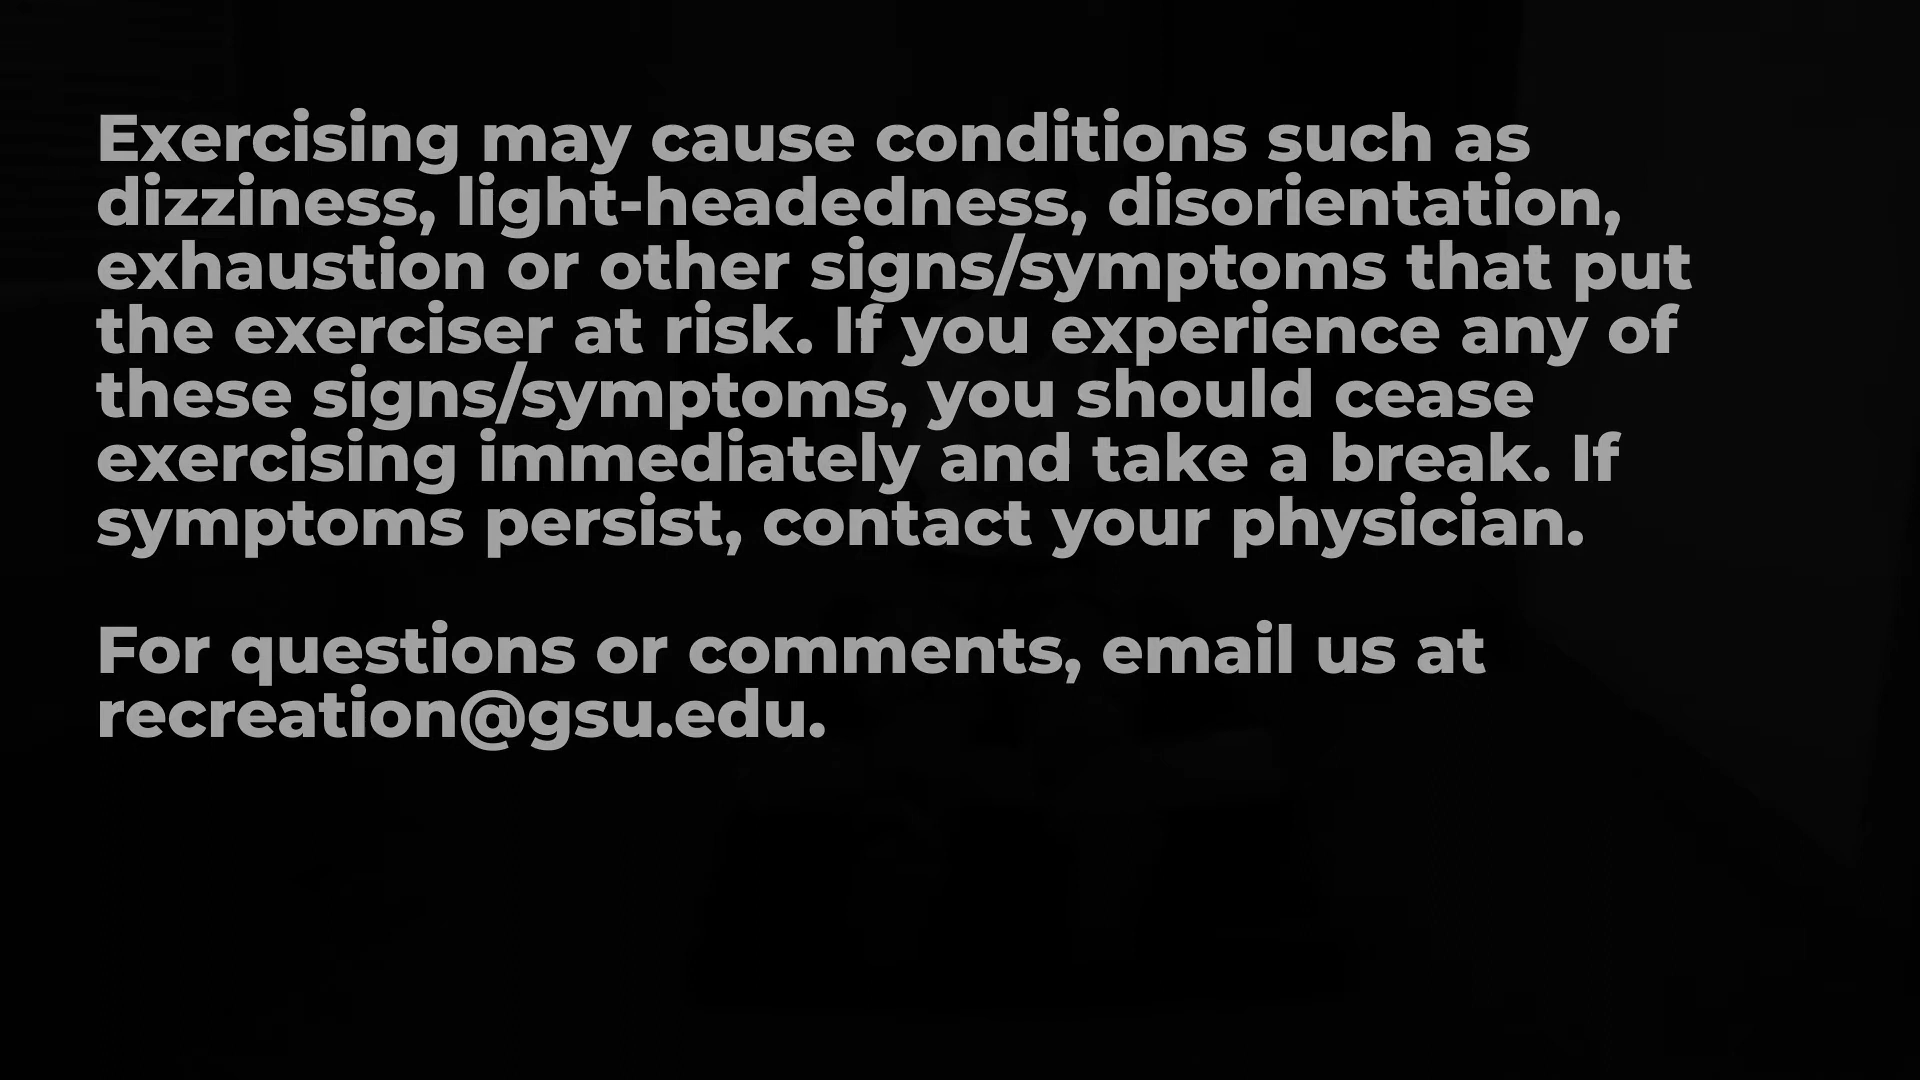 Exercising may cause conditions such as
dizziness, light-headedness, disorientation,
exhaustion or other signs/symptoms that put
the exerciser at risk. If you experience any of
these signs/symptoms, you should cease
exercising immediately and take a break. If
symptoms persist, contact your physician.
For questions or comments, email us at
recreation@gsu.edu.